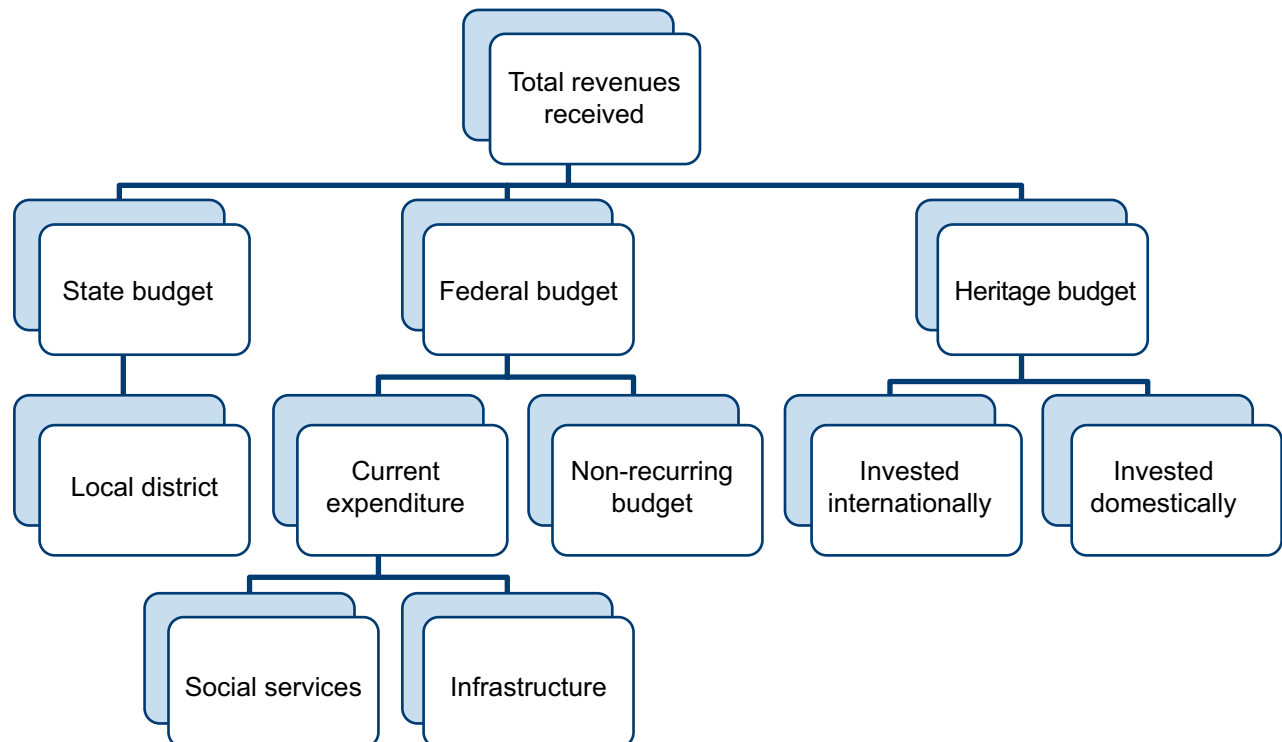 Total revenues
received
State budget
Federal budget
Heritage budget
Local district
Current
expenditure
Non-recurring
budget
Invested
internationally
Invested
domestically
Social services
Infrastructure